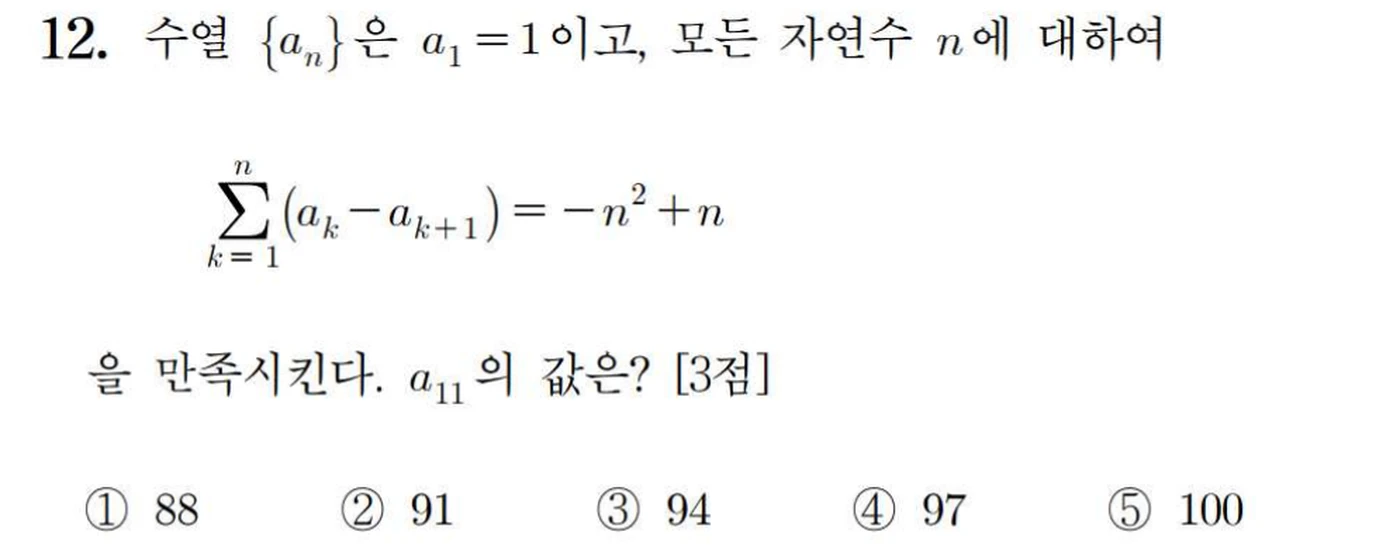 12. 수열 {aₙ}은 a₁=1이고, 모든 자연수 n에 대하여
∑ₖ₌₁ⁿ (aₖ−aₖ₊₁)=−n²+n
을 만족시킨다. a₁₁의 값은? [3점]
① 88 ② 91 ③ 94 ④ 97 ⑤ 100